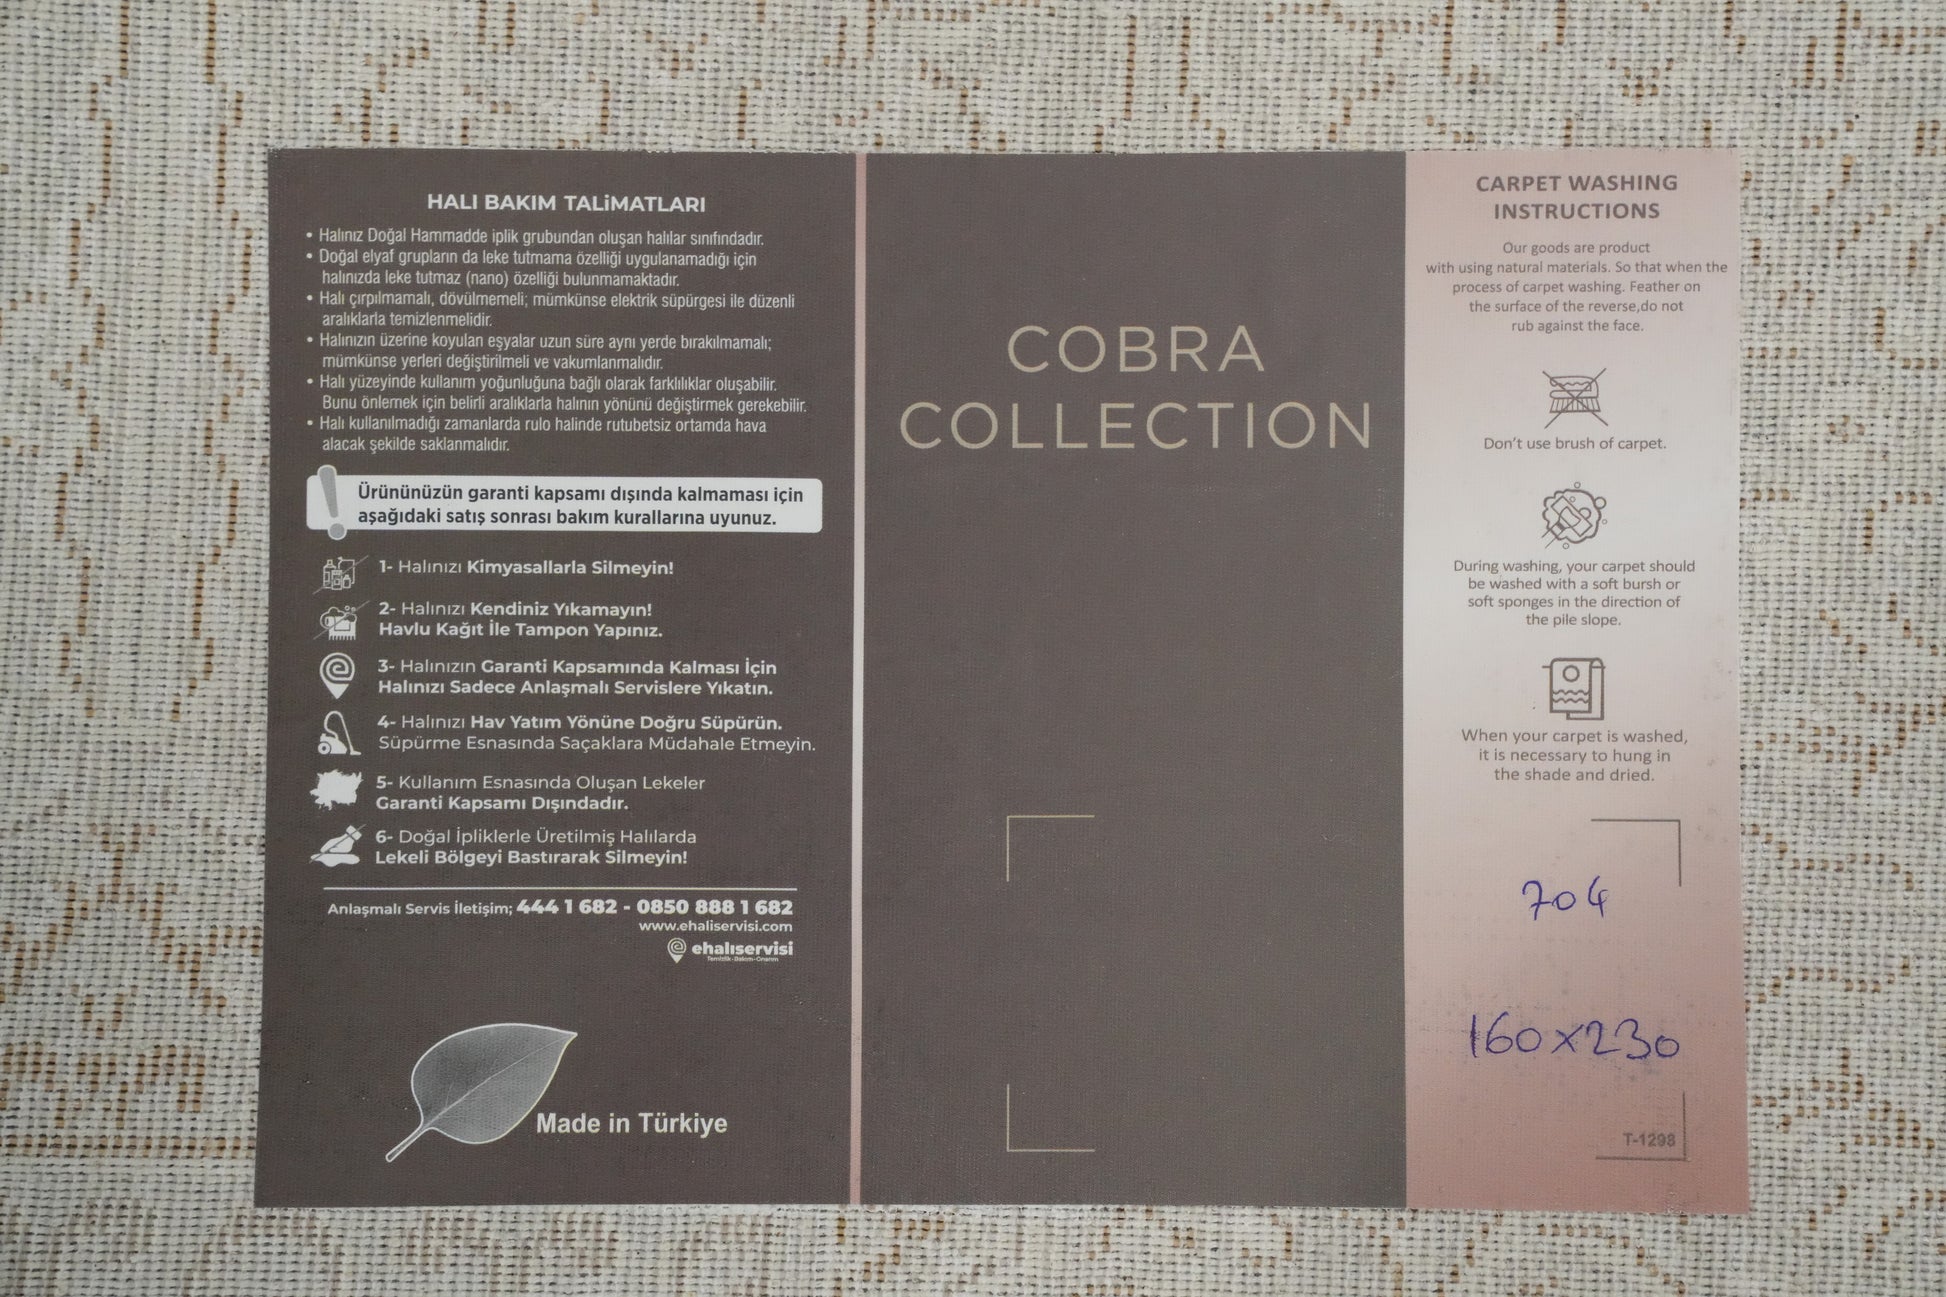 HALI BAKIM TALiMATLARI
• Halınız Doğal Hammadde iplik grubundan oluşan halılar sınıfındadır.
• Doğal elyaf grupların da leke tutmama özelliği uygulanamadığı için
halınızda leke tutmaz (nano) özelliği bulunmamaktadır.
• Halı çırpılmamalı, dövülmemeli; mümkünse elektrik süpürgesi ile düzenli
aralıklarla temizlenmelidir.
• Halınızın üzerine koyulan eşyalar uzun süre aynı yerde bırakılmamalı;
mümkünse yerleri değiştirilmeli ve vakumlanmalıdır.
• Halı yüzeyinde kullanım yoğunluğuna bağlı olarak farklılıklar oluşabilir.
Bunu önlemek için belirli aralıklarla halının yönünü değiştirmek gerekebilir.
• Halı kullanılmadığı zamanlarda rulo halinde rutubetsiz ortamda hava
alacak şekilde saklanmalıdır.
Ürününüzün garanti kapsamı dışında kalmaması için
aşağıdaki satış sonrası bakım kurallarına uyunuz.
1- Halınızı Kimyasallarla Silmeyin!
2- Halınızı Kendiniz Yıkamayın!
Havlu Kağıt İle Tampon Yapınız.
3- Halınızın Garanti Kapsamında Kalması İçin
Halınızı Sadece Anlaşmalı Servislere Yıkatın.
4- Halınızı Hav Yatım Yönüne Doğru Süpürün.
Süpürme Esnasında Saçaklara Müdahale Etmeyin.
5- Kullanım Esnasında Oluşan Lekeler
Garanti Kapsamı Dışındadır.
6- Doğal İpliklerle Üretilmiş Halılarda
Lekeli Bölgeyi Bastırarak Silmeyin!
Anlaşmalı Servis İletişim; 444 1 682 - 0850 888 1 682
www.ehaliservisi.com
ehalıservisi
Temizlik-Bakım-Onarım
Made in Türkiye
COBRA
COLLECTION
CARPET WASHING
INSTRUCTIONS
Our goods are product
with using natural materials. So that when the
process of carpet washing. Feather on
the surface of the reverse,do not
rub against the face.
Don't use brush of carpet.
During washing, your carpet should
be washed with a soft bursh or
soft sponges in the direction of
the pile slope.
When your carpet is washed,
it is necessary to hung in
the shade and dried.
704
160x230
T-1298